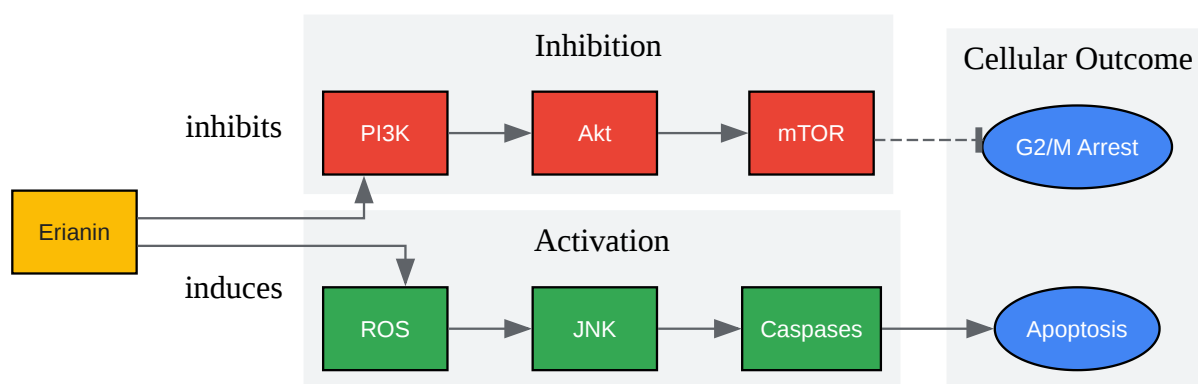 Inhibition
Cellular Outcome
inhibits
PI3K
Akt
mTOR
G2/M Arrest
Erianin
Activation
induces
ROS
JNK
Caspases
Apoptosis